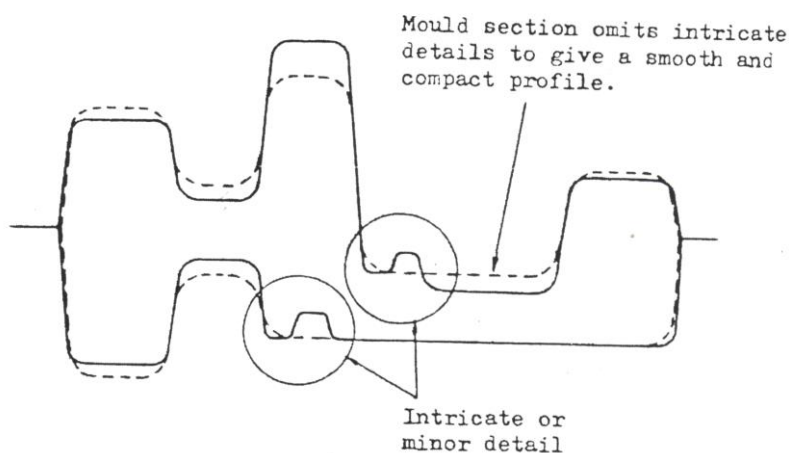 Mould section omits intricate
details to give a smooth and
compact profile.
Intricate or
minor detail